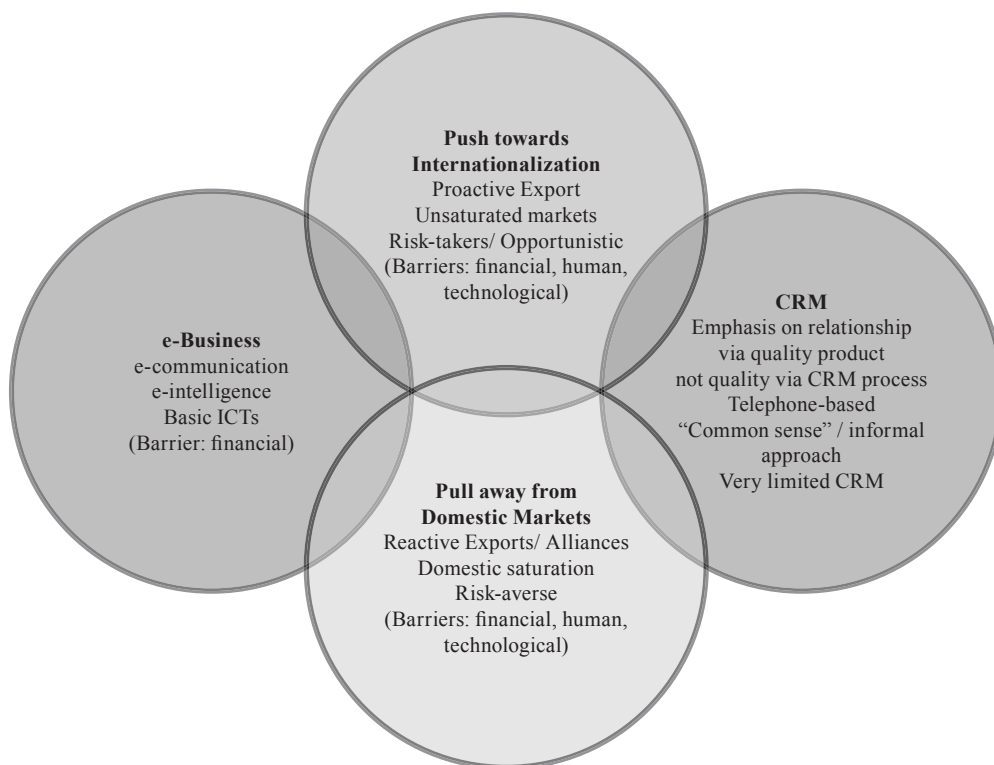 Push towards
Internationalization
Proactive Export
Unsaturated markets
Risk-takers/ Opportunistic
(Barriers: financial, human,
technological)
e-Business
e-communication
e-intelligence
Basic ICTs
(Barrier: financial)
CRM
Emphasis on relationship
via quality product
not quality via CRM process
Telephone-based
“Common sense” / informal
approach
Very limited CRM
Pull away from
Domestic Markets
Reactive Exports/ Alliances
Domestic saturation
Risk-averse
(Barriers: financial, human,
technological)